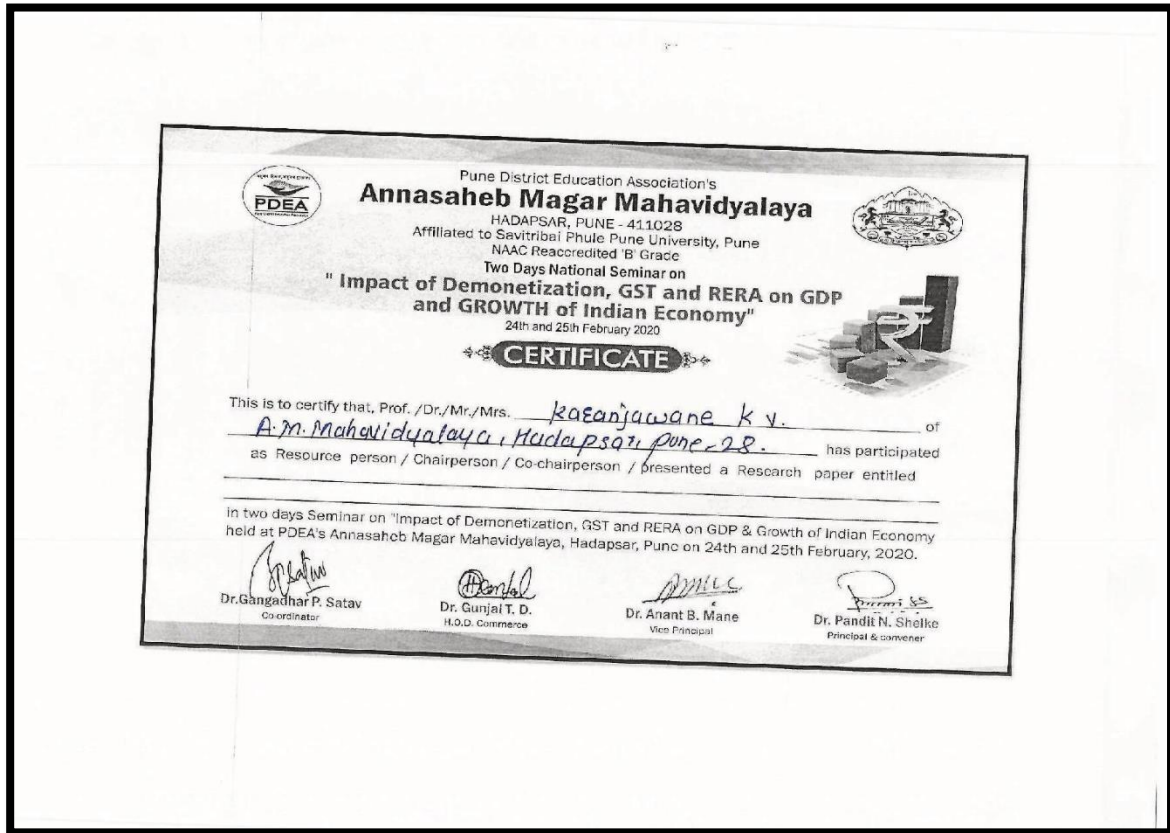 PDEA
Pune District Education Association's
Annasaheb Magar Mahavidyalaya
HADAPSAR, PUNE - 411028
Affiliated to Savitribai Phule Pune University, Pune
NAAC Reaccredited 'B' Grade
Two Days National Seminar on
" Impact of Demonetization, GST and RERA on GDP
and GROWTH of Indian Economy"
24th and 25th February 2020
CERTIFICATE
This is to certify that, Prof. /Dr./Mr./Mrs. Karanjawane K v. of
A.M. Mahavidyalaya, Hadapsar, pune-28. has participated
as Resource person / Chairperson / Co-chairperson / presented a Research paper entitled
in two days Seminar on "Impact of Demonetization, GST and RERA on GDP & Growth of Indian Economy
held at PDEA's Annasaheb Magar Mahavidyalaya, Hadapsar, Pune on 24th and 25th February, 2020.
Dr.Gangadhar P. Satav
Co-ordinator
Dr. Gunjal T. D.
H.O.D. Commerce
Dr. Anant B. Mane
Vice Principal
Dr. Pandit N. Shelke
Principal & convener